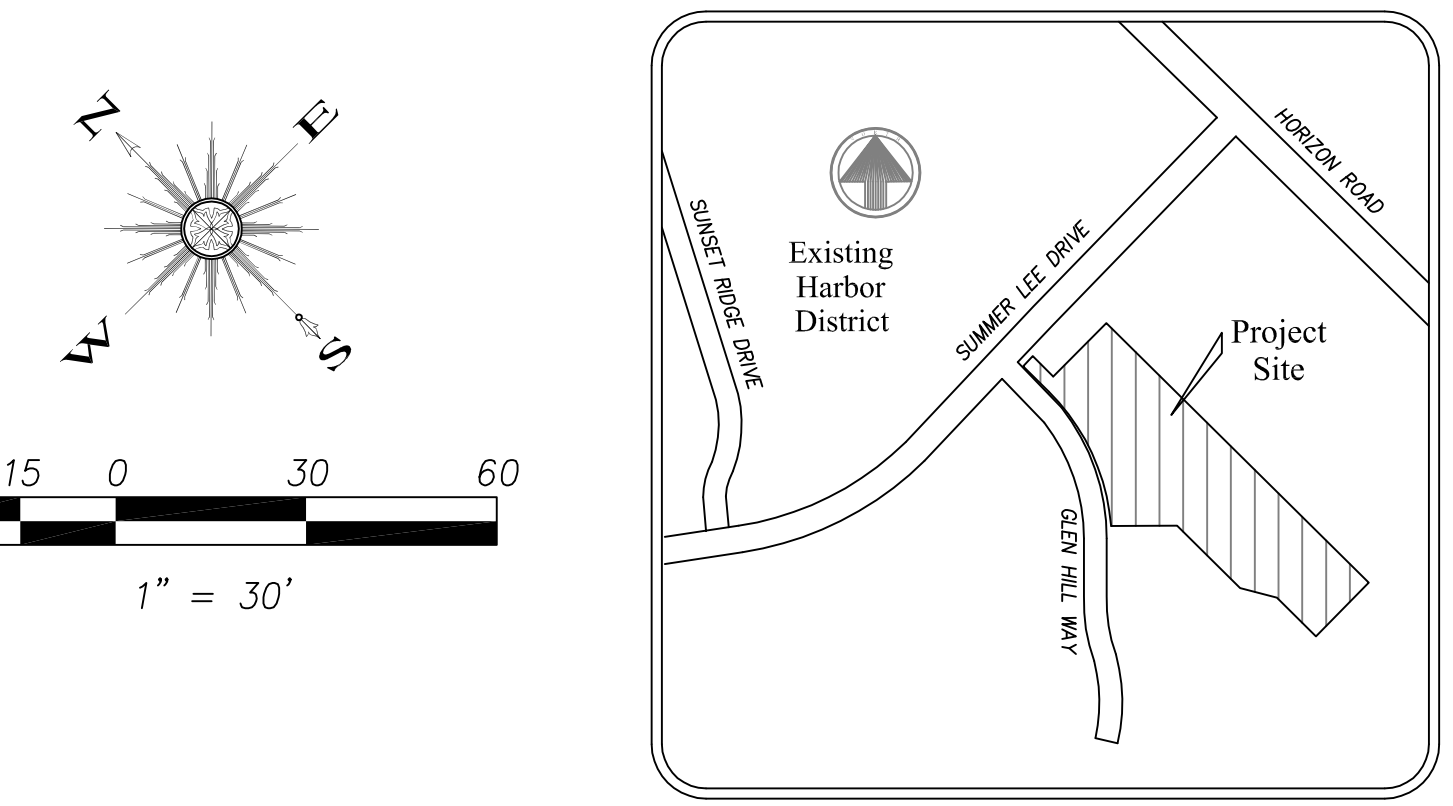 N
E
W
S
15 0 30 60
1” = 30’
HORIZON ROAD
SUNSET RIDGE DRIVE
SUMMER LEE DRIVE
Existing
Harbor
District
Project
Site
GLEN HILL WAY